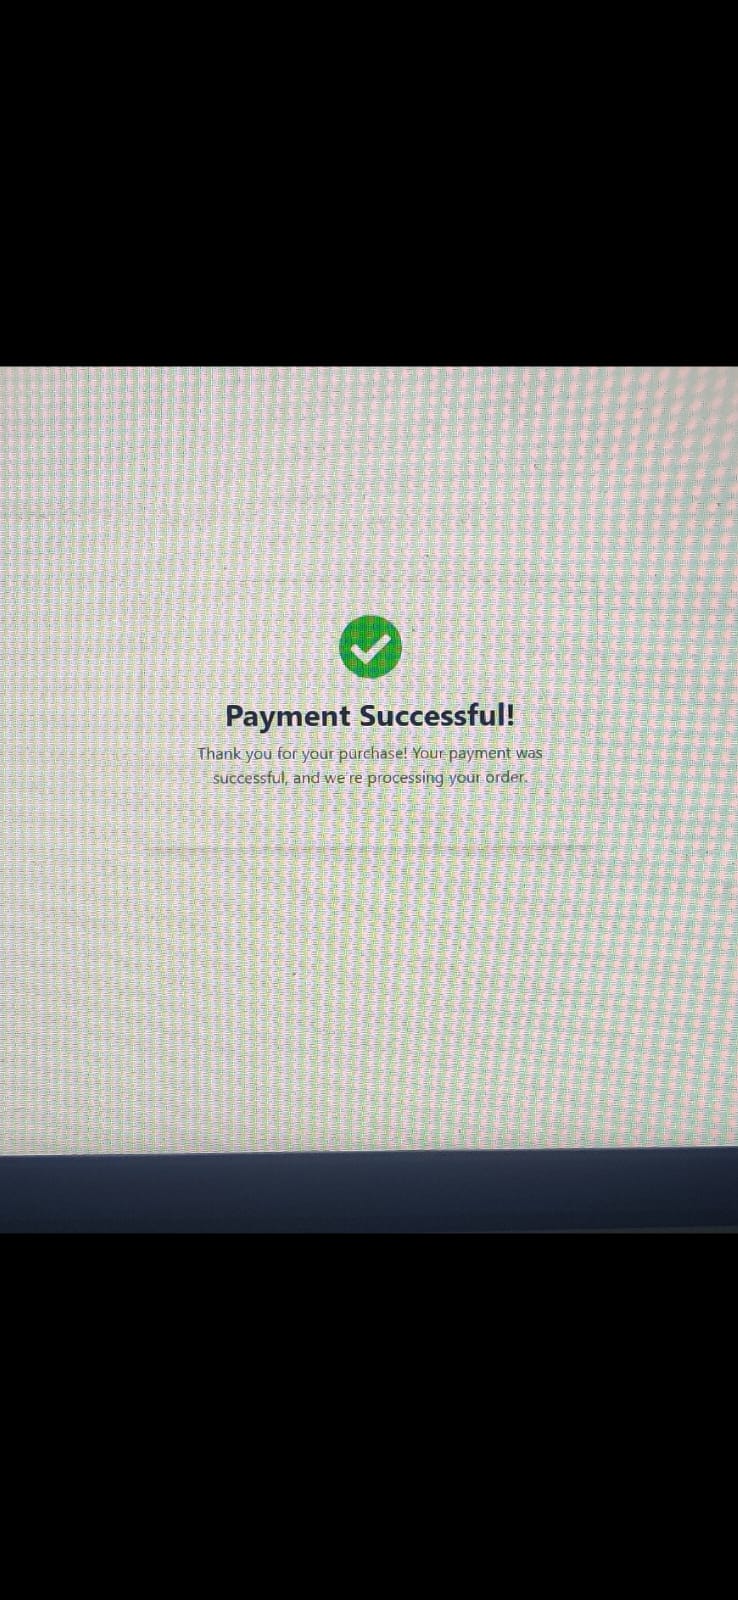 Payment Successful!
Thank you for your purchase! Your payment was
successful, and we're processing your order.